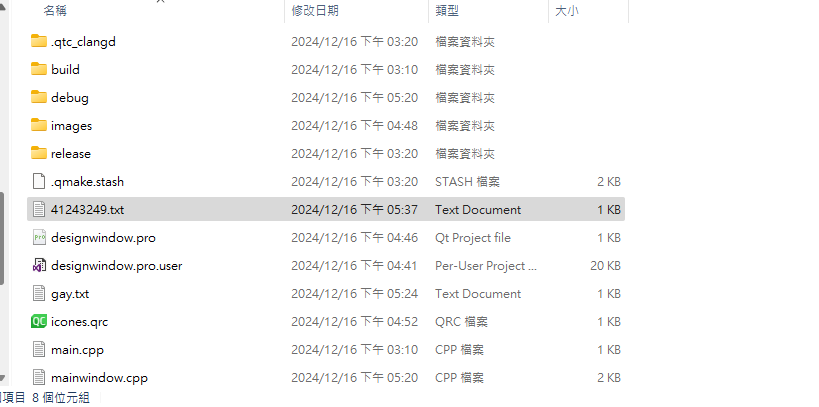 名稱 修改日期 類型 大小
.qtc_clangd 2024/12/16 下午 03:20 檔案資料夾
build 2024/12/16 下午 03:10 檔案資料夾
debug 2024/12/16 下午 05:20 檔案資料夾
images 2024/12/16 下午 04:48 檔案資料夾
release 2024/12/16 下午 03:20 檔案資料夾
.qmake.stash 2024/12/16 下午 03:20 STASH 檔案 2 KB
41243249.txt 2024/12/16 下午 05:37 Text Document 1 KB
designwindow.pro 2024/12/16 下午 04:46 Qt Project file 1 KB
designwindow.pro.user 2024/12/16 下午 04:41 Per-User Project ... 20 KB
gay.txt 2024/12/16 下午 05:24 Text Document 1 KB
icones.qrc 2024/12/16 下午 04:52 QRC 檔案 1 KB
main.cpp 2024/12/16 下午 03:10 CPP 檔案 1 KB
mainwindow.cpp 2024/12/16 下午 05:20 CPP 檔案 2 KB
項目 8 個位元組